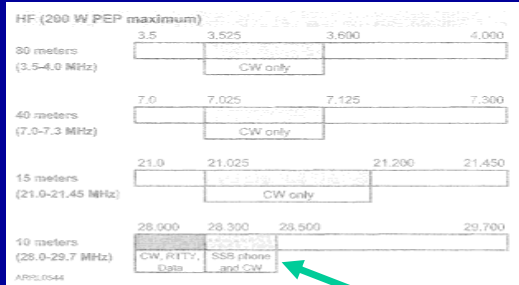 HF (200 W PEP maximum)
3.5 3.525 3.600 4.000
80 meters
(3.5-4.0 MHz)
CW only
7.0 7.025 7.125 7.300
40 meters
(7.0-7.3 MHz)
CW only
21.0 21.025 21.200 21.450
15 meters
(21.0-21.45 MHz)
CW only
28.000 28.300 28.500 29.700
10 meters
(28.0-29.7 MHz)
CW, RTTY, SSB phone
Data and CW
ARRL0544